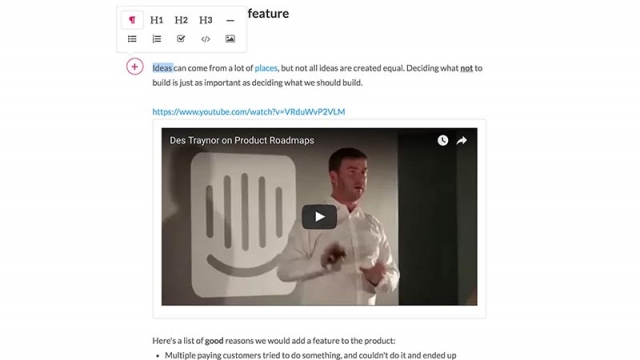 feature
¶ H1 H2 H3 —
Ideas can come from a lot of places, but not all ideas are created equal. Deciding what not to
build is just as important as deciding what we should build.
https://www.youtube.com/watch?v=VRduWvP2VLM
Des Traynor on Product Roadmaps
Here's a list of good reasons we would add a feature to the product:
• Multiple paying customers tried to do something, and couldn't do it and ended up